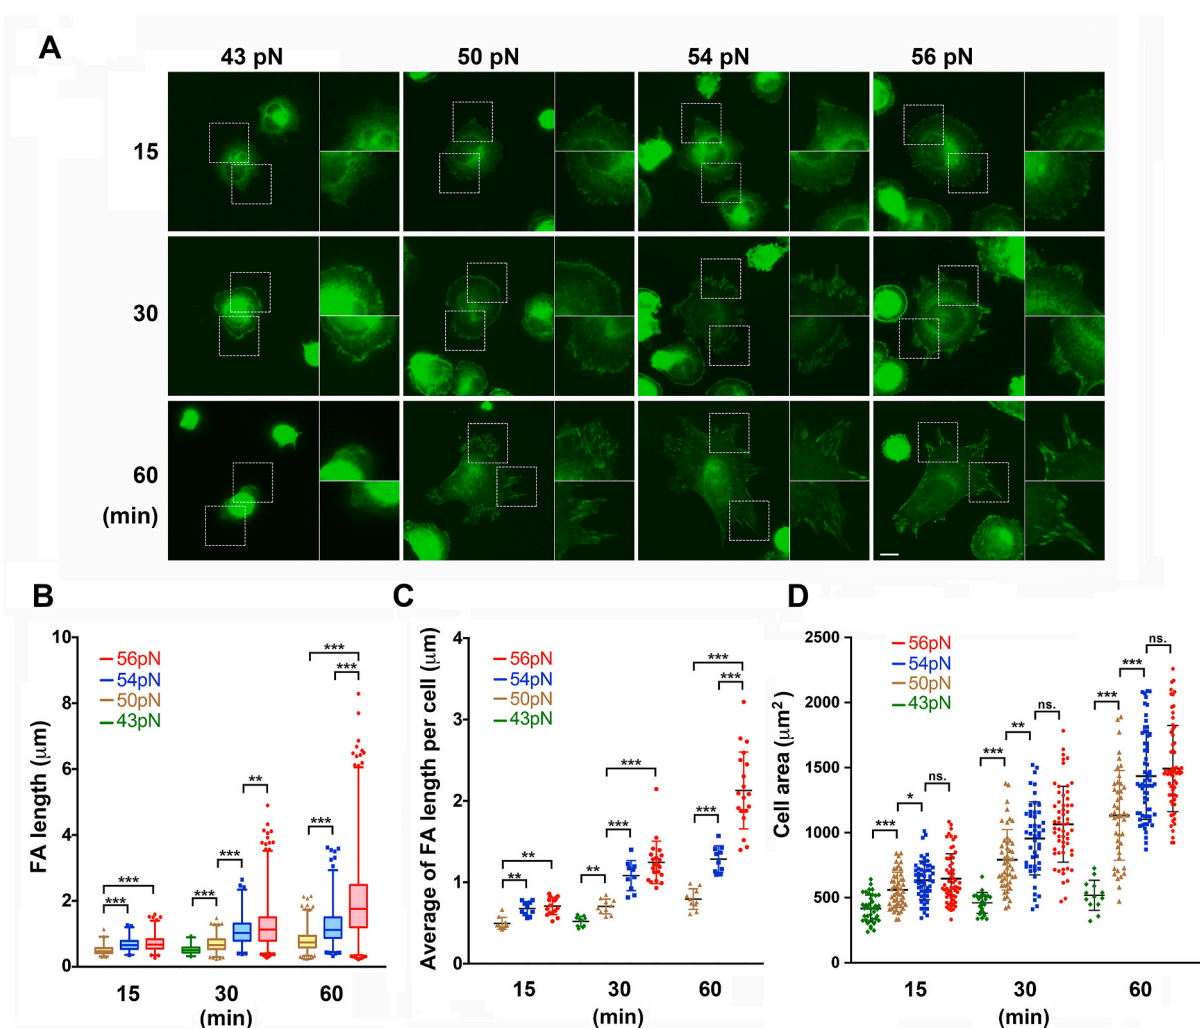 A
43 pN 50 pN 54 pN 56 pN
15
30
60
(min)
B
FA length (μm)
10
8
6
4
2
0
56pN
54pN
50pN
43pN
***
***
***
***
**
***
***
***
15 30 60
(min)
C
Average of FA length per cell (μm)
4
3
2
1
0
56pN
54pN
50pN
43pN
**
**
**
***
***
***
***
***
15 30 60
(min)
D
Cell area (μm²)
2500
2000
1500
1000
500
0
56pN
54pN
50pN
43pN
***
*
ns.
***
**
ns.
***
***
ns.
15 30 60
(min)